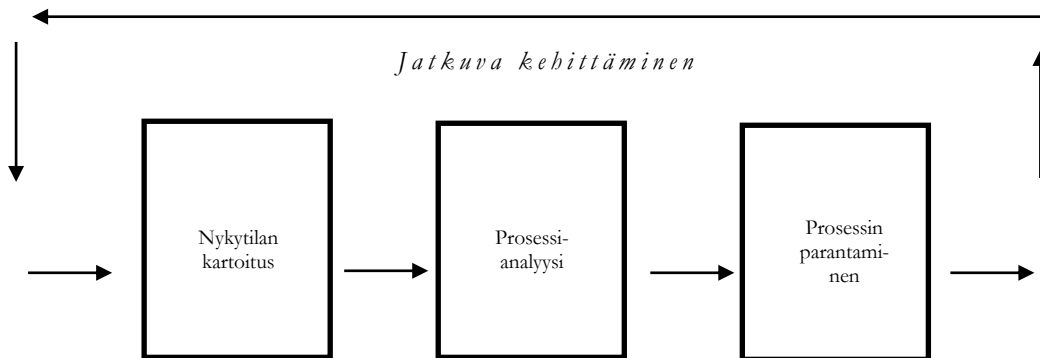 Jatkuva kehittäminen
Nykytilan
kartoitus
Prosessi-
analyysi
Prosessin
parantami-
nen